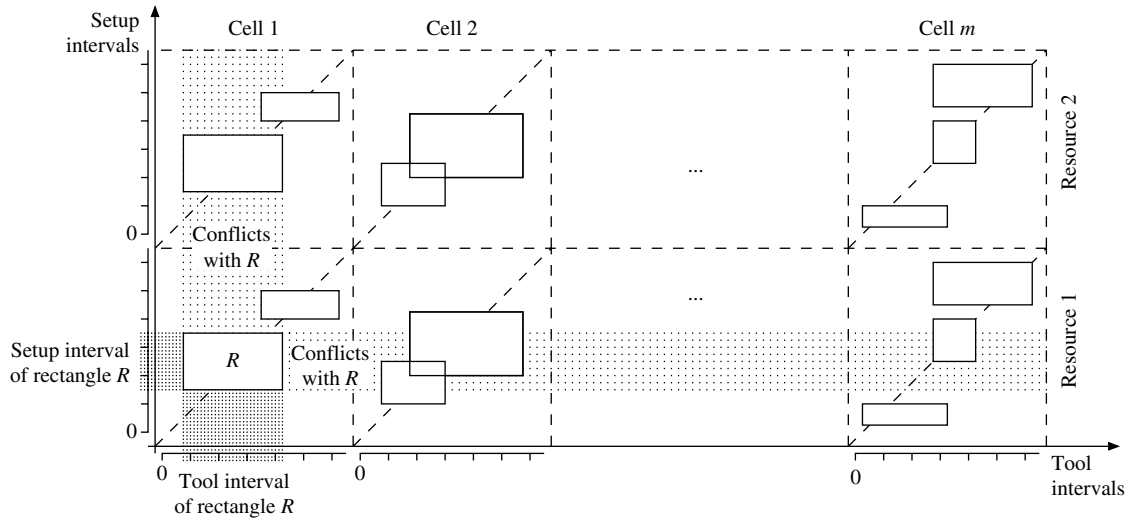 Setup
intervals
Cell 1
Cell 2
Cell m
Resource 2
...
0
Conflicts
with R
Resource 1
...
Setup interval
of rectangle R
R
Conflicts
with R
0
0
0
0
Tool
intervals
Tool interval
of rectangle R